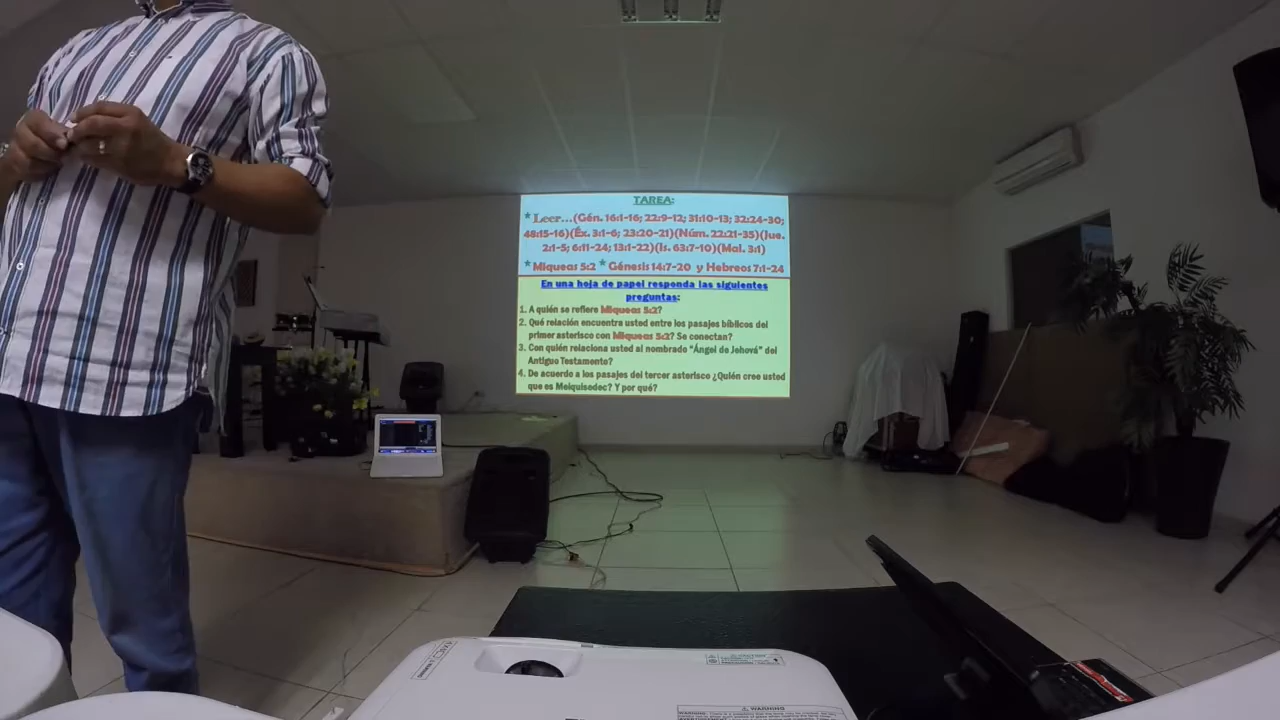 TAREA:
* Leer...(Gén. 16:1-16; 22:9-12; 31:10-13; 32:24-30;
48:15-16)(Éx. 3:1-6; 23:20-21)(Núm. 22:21-35)(Jue.
2:1-5; 6:11-24; 13:1-22)(Is. 63:7-10)(Mal. 3:1)
* Miqueas 5:2 * Génesis 14:7-20 y Hebreos 7:1-24
En una hoja de papel responda las siguientes
preguntas:
1. A quién se refiere Miqueas 5:2?
2. Qué relación encuentra usted entre los pasajes bíblicos del
primer asterisco con Miqueas 5:2? Se conectan?
3. Con quién relaciona usted al nombrado "Ángel de Jehová" del
Antiguo Testamento?
4. De acuerdo a los pasajes del tercer asterisco ¿Quién cree usted
que es Melquisedec? Y por qué?
WARNING